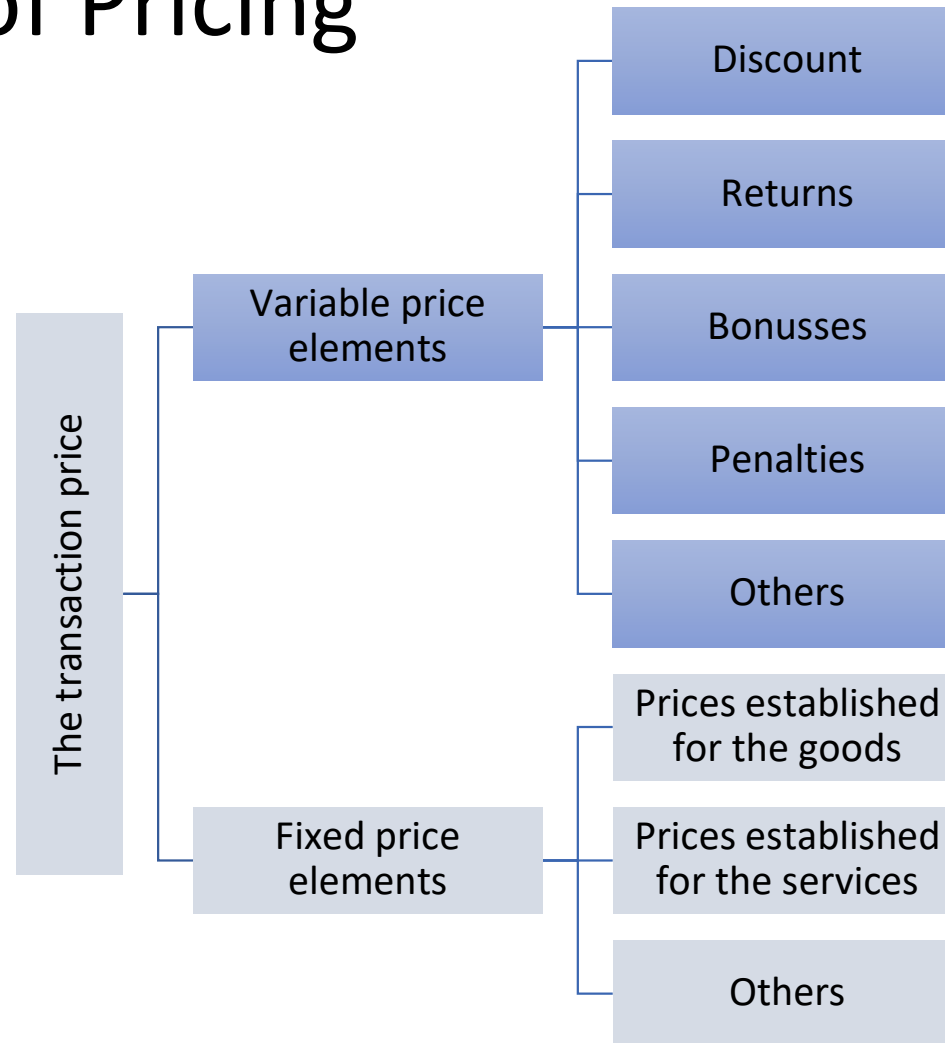 of Pricing
Discount
Returns
Variable price
elements
Bonusses
Penalties
Others
The transaction price
Prices established
for the goods
Fixed price
elements
Prices established
for the services
Others